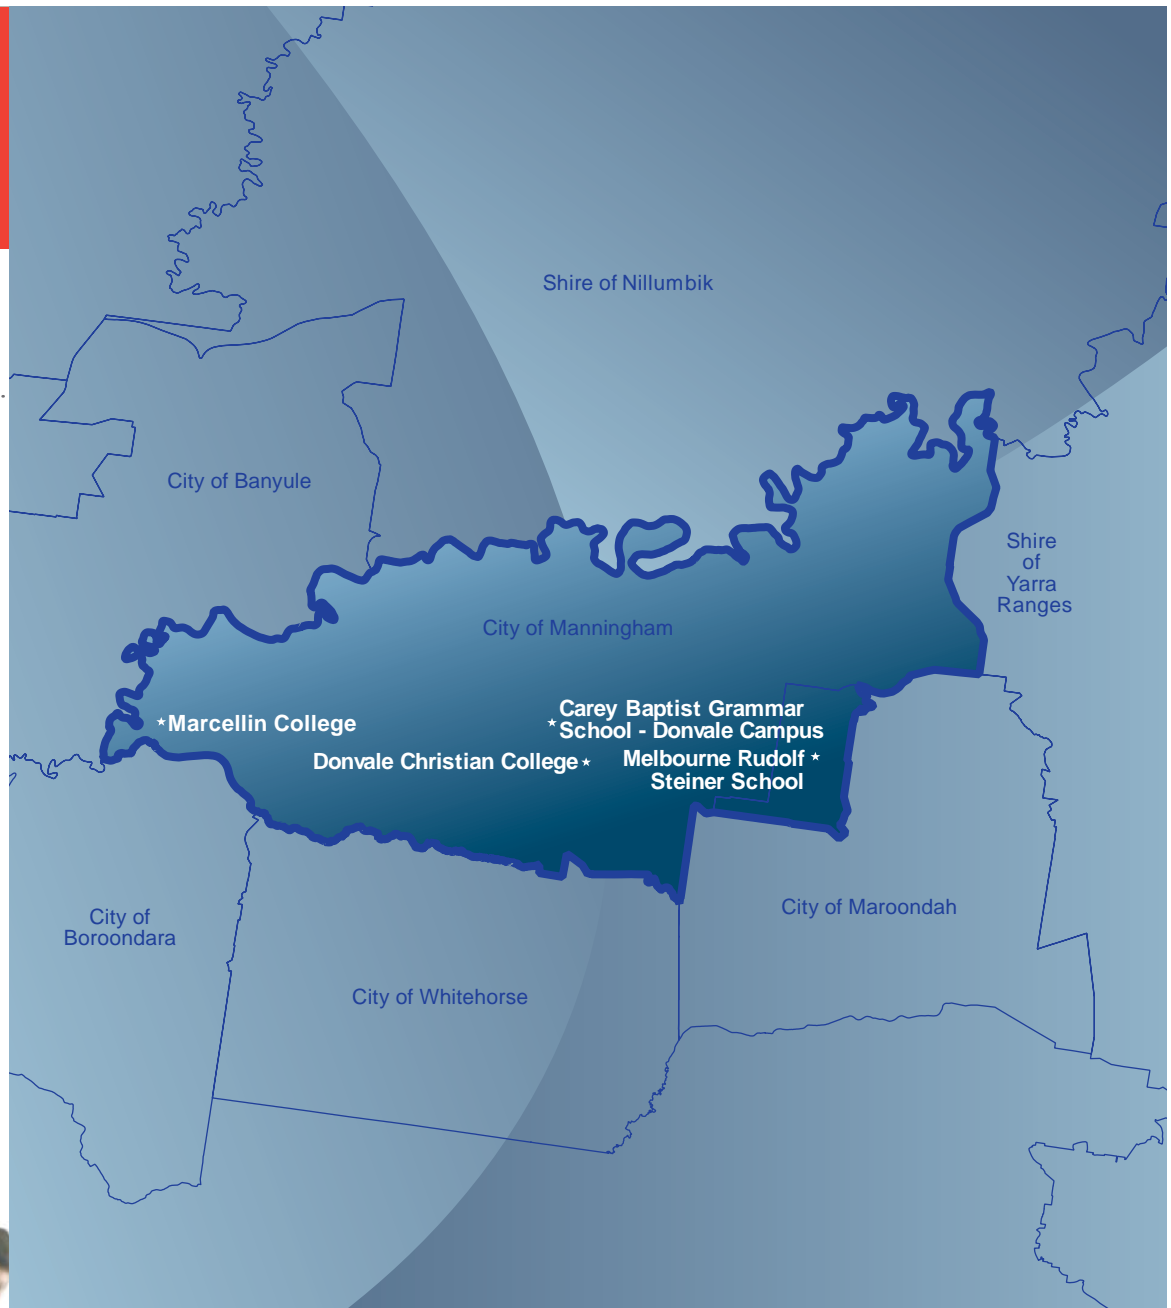 Shire of Nillumbik
City of Banyule
Shire
of
Yarra
Ranges
City of Manningham
Carey Baptist Grammar
School - Donvale Campus
Marcellin College
Donvale Christian College
Melbourne Rudolf
Steiner School
City of
Boroondara
City of Maroondah
City of Whitehorse